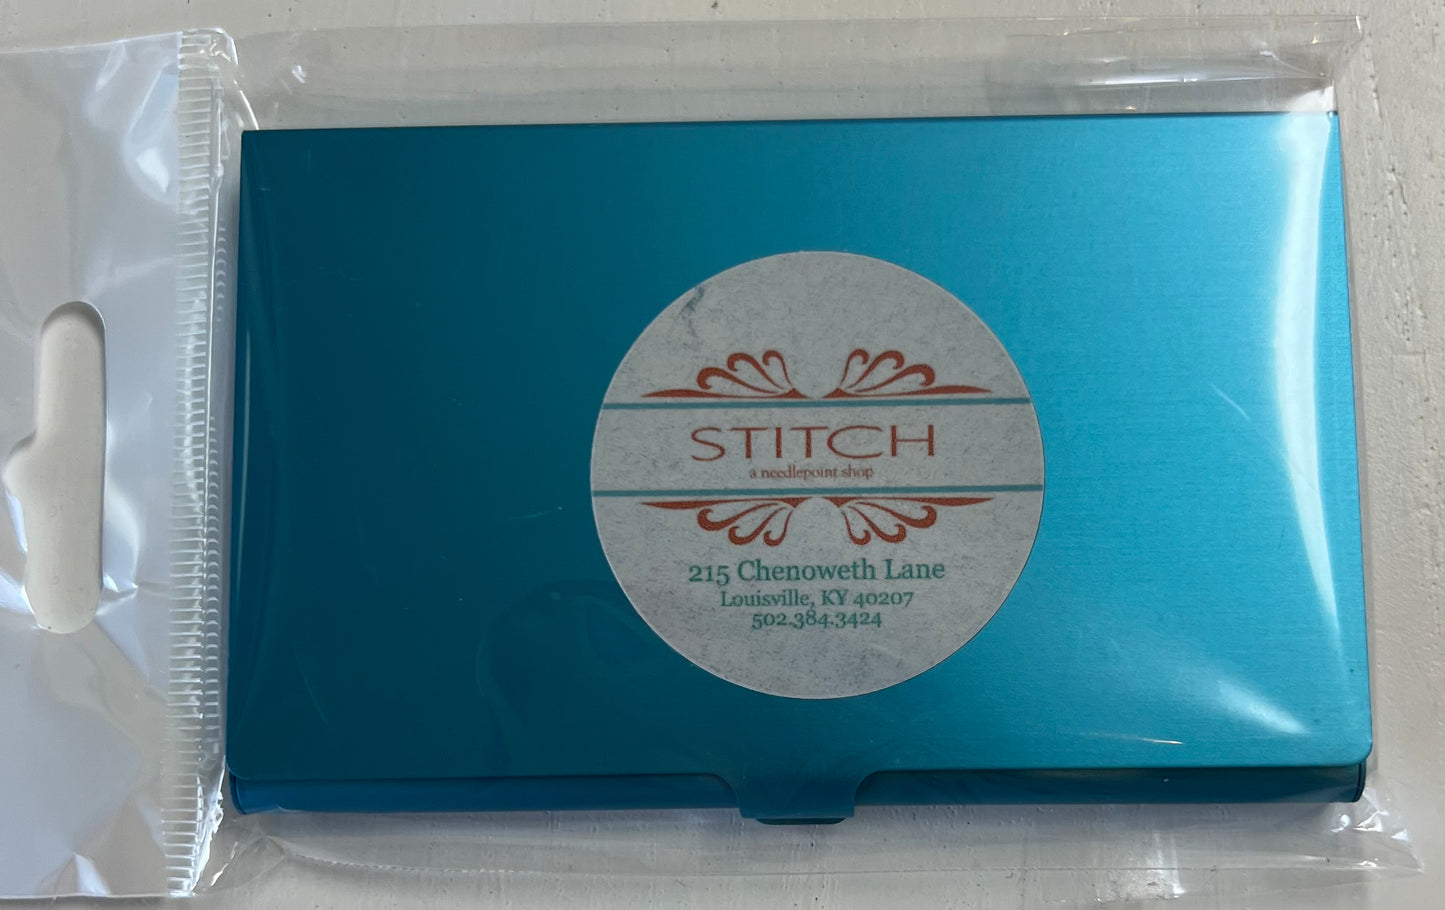 STITCH
a needlepoint shop
215 Chenoweth Lane
Louisville, KY 40207
502.384.3424